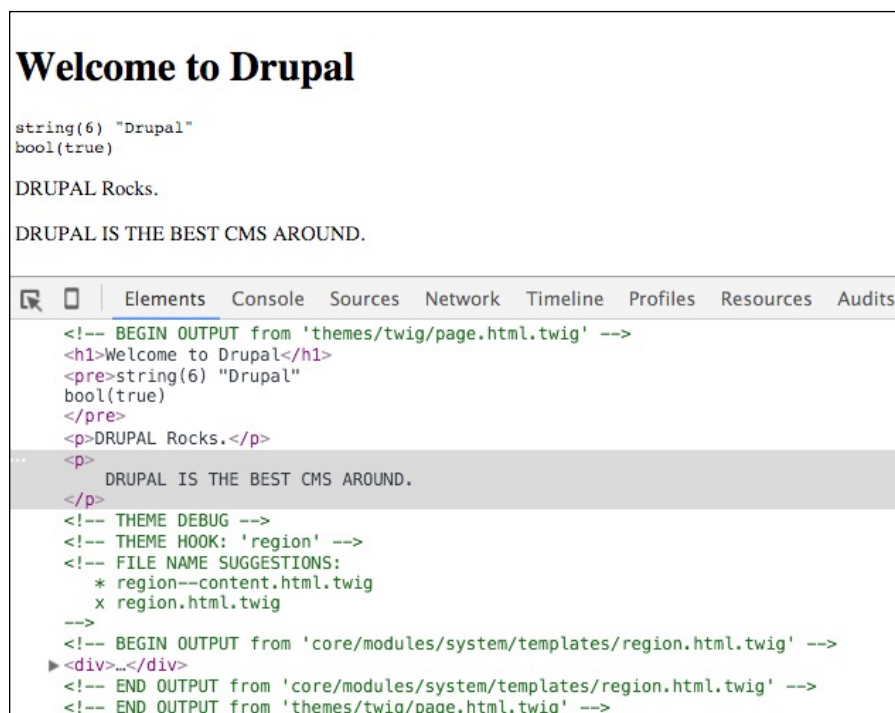 Welcome to Drupal
string(6) "Drupal"
bool(true)
DRUPAL Rocks.
DRUPAL IS THE BEST CMS AROUND.
Elements Console Sources Network Timeline Profiles Resources Audits
<!-- BEGIN OUTPUT from 'themes/twig/page.html.twig' -->
<h1>Welcome to Drupal</h1>
<pre>string(6) "Drupal"
bool(true)
</pre>
<p>DRUPAL Rocks.</p>
<p>
DRUPAL IS THE BEST CMS AROUND.
</p>
<!-- THEME DEBUG -->
<!-- THEME HOOK: 'region' -->
<!-- FILE NAME SUGGESTIONS:
* region--content.html.twig
x region.html.twig
-->
<!-- BEGIN OUTPUT from 'core/modules/system/templates/region.html.twig' -->
<div>…</div>
<!-- END OUTPUT from 'core/modules/system/templates/region.html.twig' -->
<!-- END OUTPUT from 'themes/twig/page.html.twig' -->